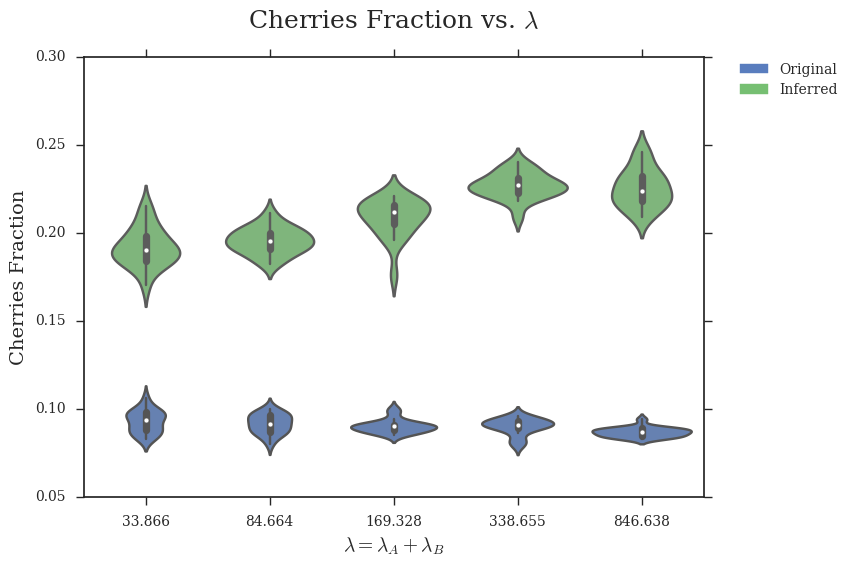 Cherries Fraction vs. λ
Original
Inferred
Cherries Fraction
0.30
0.25
0.20
0.15
0.10
0.05
33.866 84.664 169.328 338.655 846.638
λ = λ_A + λ_B